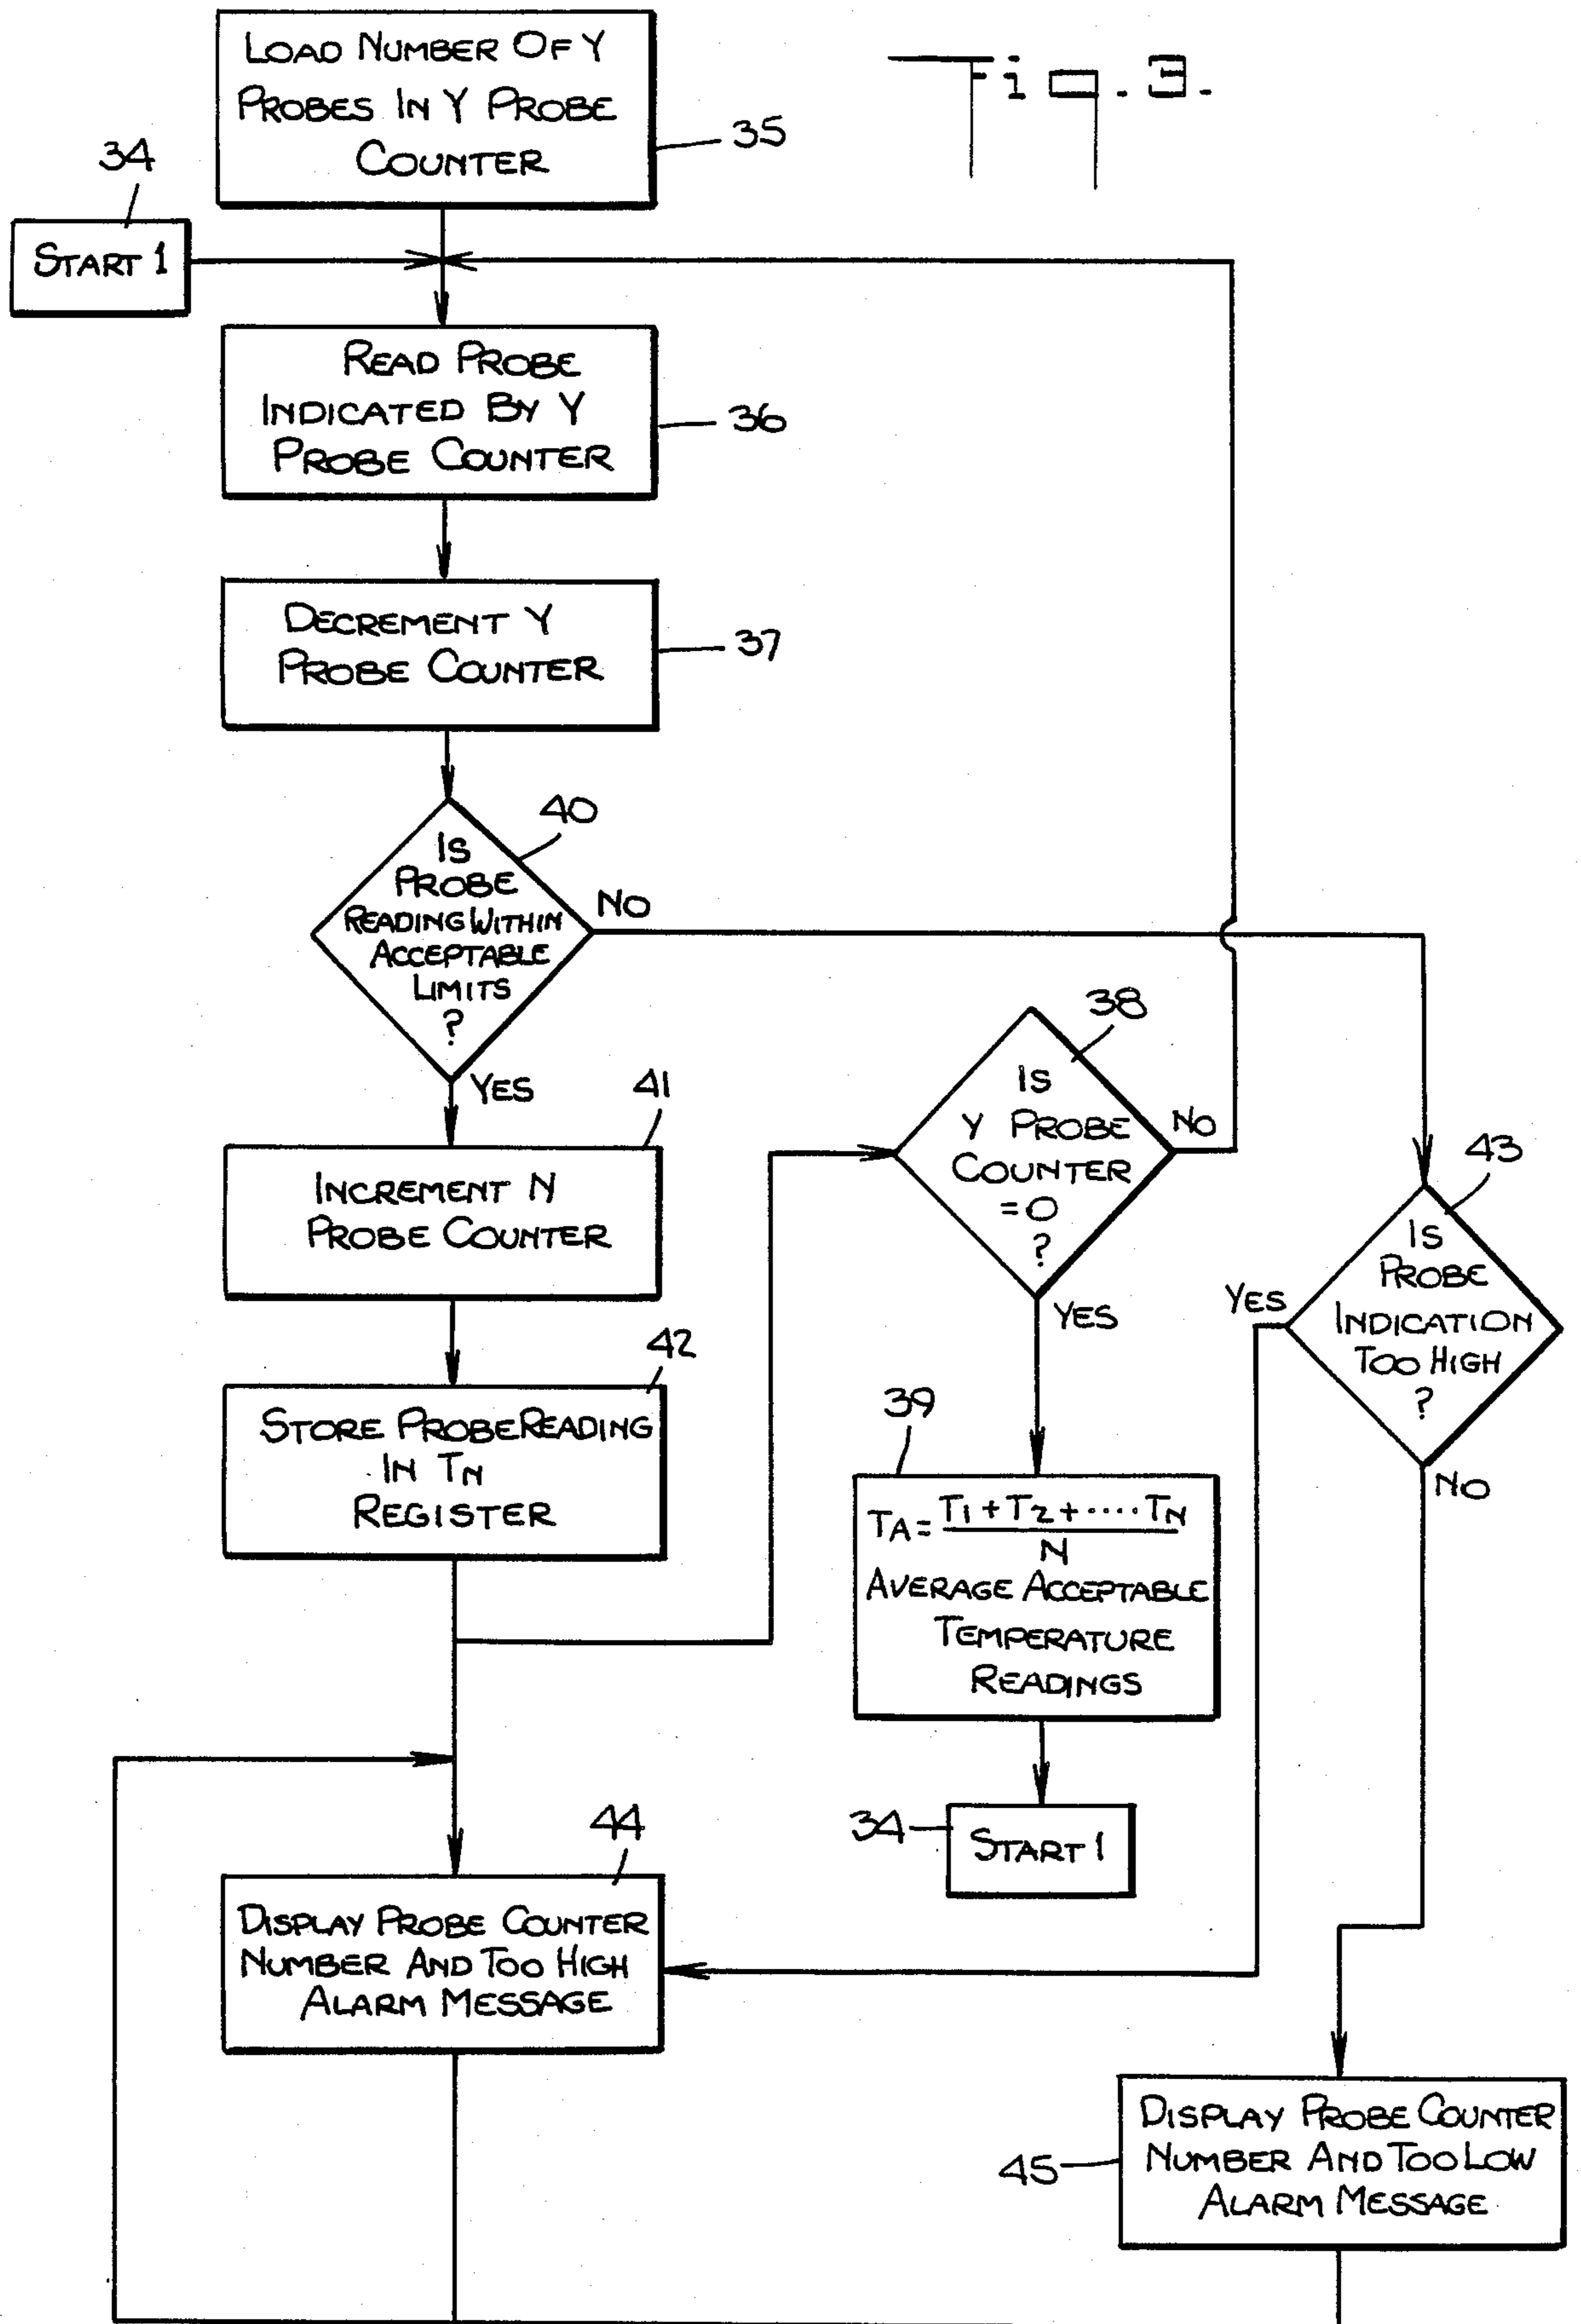 Fig. 3.
LOAD NUMBER OF Y
PROBES IN Y PROBE
COUNTER
35
34
START 1
READ PROBE
INDICATED BY Y
PROBE COUNTER
36
DECREMENT Y
PROBE COUNTER
37
40
IS
PROBE
READING WITHIN
ACCEPTABLE
LIMITS
?
NO
YES
41
INCREMENT N
PROBE COUNTER
42
STORE PROBE READING
IN TN
REGISTER
38
IS
Y PROBE
COUNTER
=0
?
NO
YES
43
IS
PROBE
INDICATION
TOO HIGH
?
YES
NO
39
TA = T1 + T2 + ····TN
N
AVERAGE ACCEPTABLE
TEMPERATURE
READINGS
34
START 1
44
DISPLAY PROBE COUNTER
NUMBER AND TOO HIGH
ALARM MESSAGE
45
DISPLAY PROBE COUNTER
NUMBER AND TOO LOW
ALARM MESSAGE